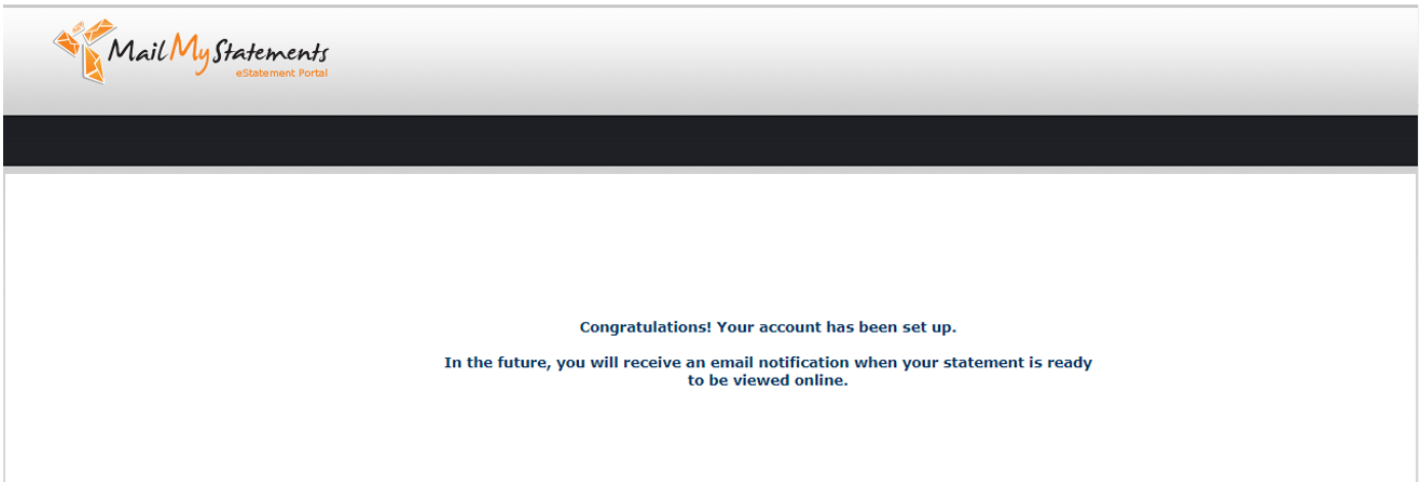 MailMyStatements
eStatement Portal
Congratulations! Your account has been set up.
In the future, you will receive an email notification when your statement is ready
to be viewed online.